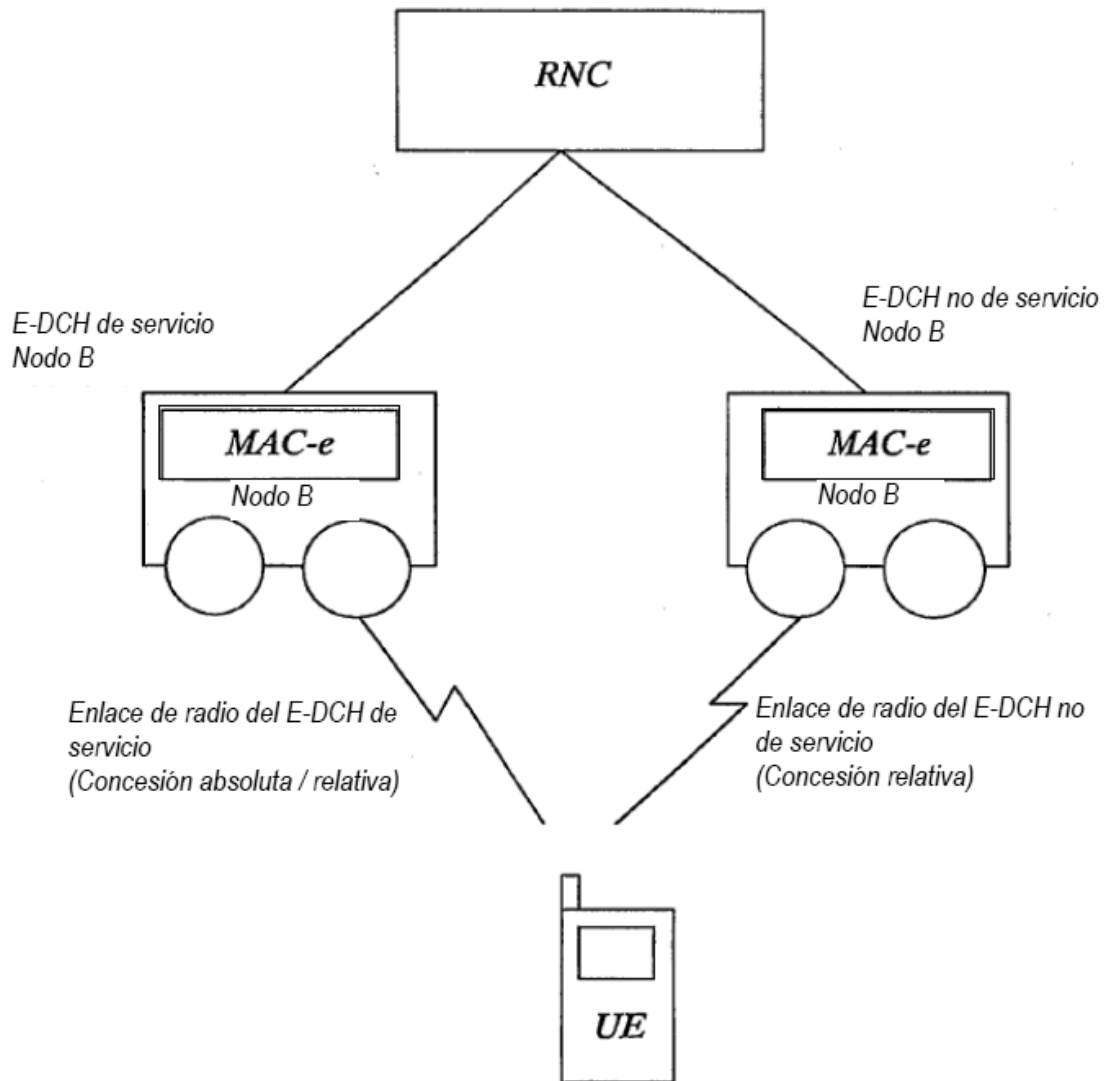 RNC
E-DCH de servicio
Nodo B
E-DCH no de servicio
Nodo B
MAC-e
Nodo B
MAC-e
Nodo B
Enlace de radio del E-DCH de
servicio
(Concesión absoluta / relativa)
Enlace de radio del E-DCH no
de servicio
(Concesión relativa)
UE